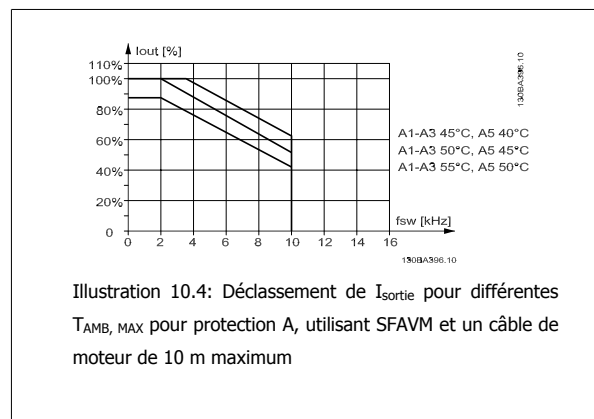 Iout [%]
110%
100%
80%
60%
40%
20%
0
0 2 4 6 8 10 12 14 16
fsw [kHz]
A1-A3 45°C, A5 40°C
A1-A3 50°C, A5 45°C
A1-A3 55°C, A5 50°C
130BA396.10
Illustration 10.4: Déclassement de Isortie pour différentes
TAMB, MAX pour protection A, utilisant SFAVM et un câble de
moteur de 10 m maximum